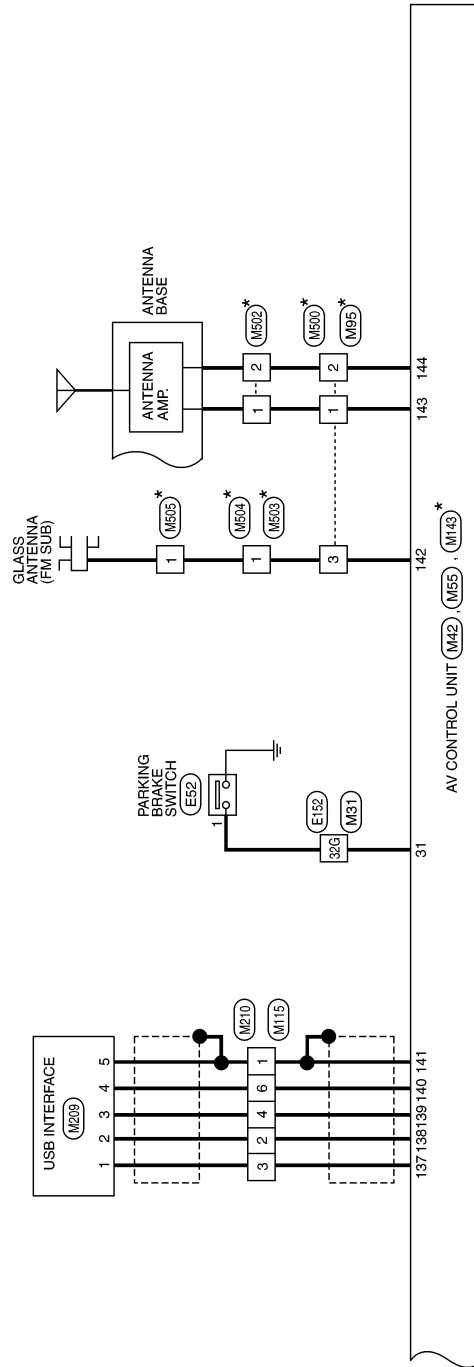 GLASS
ANTENNA
(FM SUB)
ANTENNA
BASE
ANTENNA
AMP.
M505 *
1
M504 *
M503
1
M502 *
1 2
M500 *
M95
3 1 2
142 143 144
PARKING
BRAKE
SWITCH
E52
1
E152
M31
32G
31
USB INTERFACE
M209
1 2 3 4 5
M210
M115
3 2 4 6 1
137 138 139 140 141
AV CONTROL UNIT M42 , M55 , M143 *